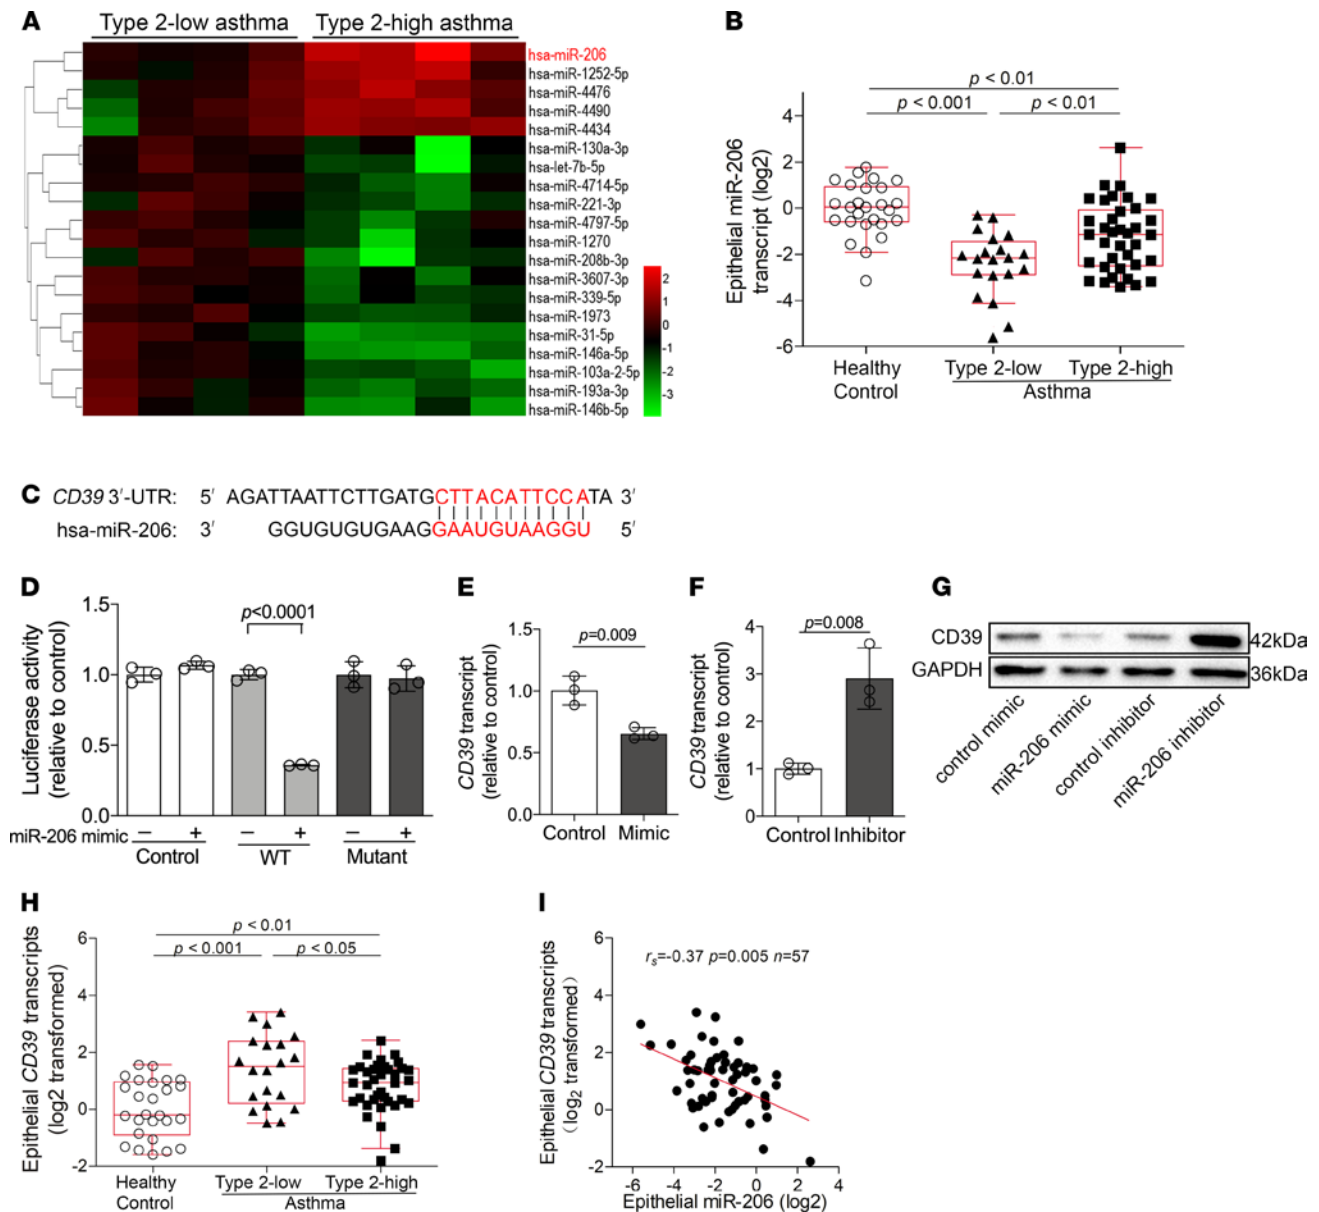 A
Type 2-low asthma Type 2-high asthma
hsa-miR-206
hsa-miR-1252-5p
hsa-miR-4476
hsa-miR-4490
hsa-miR-4434
hsa-miR-130a-3p
hsa-let-7b-5p
hsa-miR-4714-5p
hsa-miR-221-3p
hsa-miR-4797-5p
hsa-miR-1270
hsa-miR-208b-3p
hsa-miR-3607-3p
hsa-miR-339-5p
hsa-miR-1973
hsa-miR-31-5p
hsa-miR-146a-5p
hsa-miR-103a-2-5p
hsa-miR-193a-3p
hsa-miR-146b-5p
2
1
0
-1
-2
-3
B
p < 0.01
p < 0.001 p < 0.01
Epithelial miR-206
transcript (log2)
4
2
0
-2
-4
-6
Healthy Control
Type 2-low Type 2-high
Asthma
C
CD39 3′-UTR: 5′ AGATTAATTCTTGATGCTTACATTCCATA 3′
hsa-miR-206: 3′ GGUGUGUGAAGGAAUGUAAGGU 5′
D
Luciferase activity
(relative to control)
1.5
1.0
0.5
0.0
p<0.0001
miR-206 mimic − + − + − +
Control WT Mutant
E
CD39 transcript
(relative to control)
1.5
1.0
0.5
0.0
p=0.009
Control Mimic
F
CD39 transcript
(relative to control)
4
3
2
1
0
p=0.008
Control Inhibitor
G
CD39 42kDa
GAPDH 36kDa
control mimic
miR-206 mimic
control inhibitor
miR-206 inhibitor
H
p < 0.01
p < 0.001 p < 0.05
Epithelial CD39 transcripts
(log2 transformed)
6
4
2
0
-2
Healthy Control
Type 2-low Type 2-high
Asthma
I
rs=-0.37 p=0.005 n=57
Epithelial CD39 transcripts
(log2 transformed)
6
4
2
0
-2
-6 -4 -2 0 2 4
Epithelial miR-206 (log2)